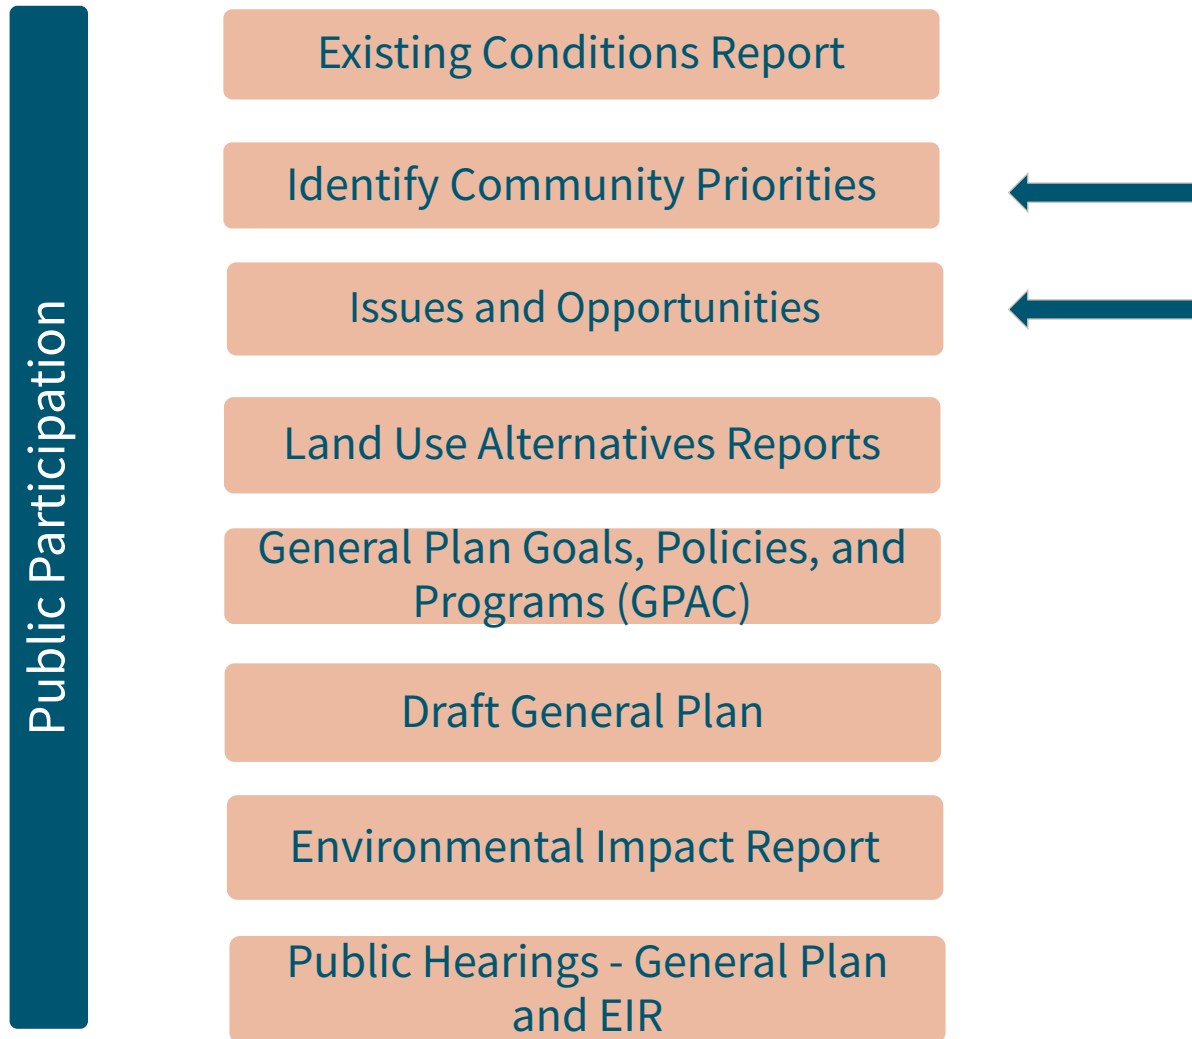 Public Participation
Existing Conditions Report
Identify Community Priorities
Issues and Opportunities
Land Use Alternatives Reports
General Plan Goals, Policies, and
Programs (GPAC)
Draft General Plan
Environmental Impact Report
Public Hearings - General Plan
and EIR